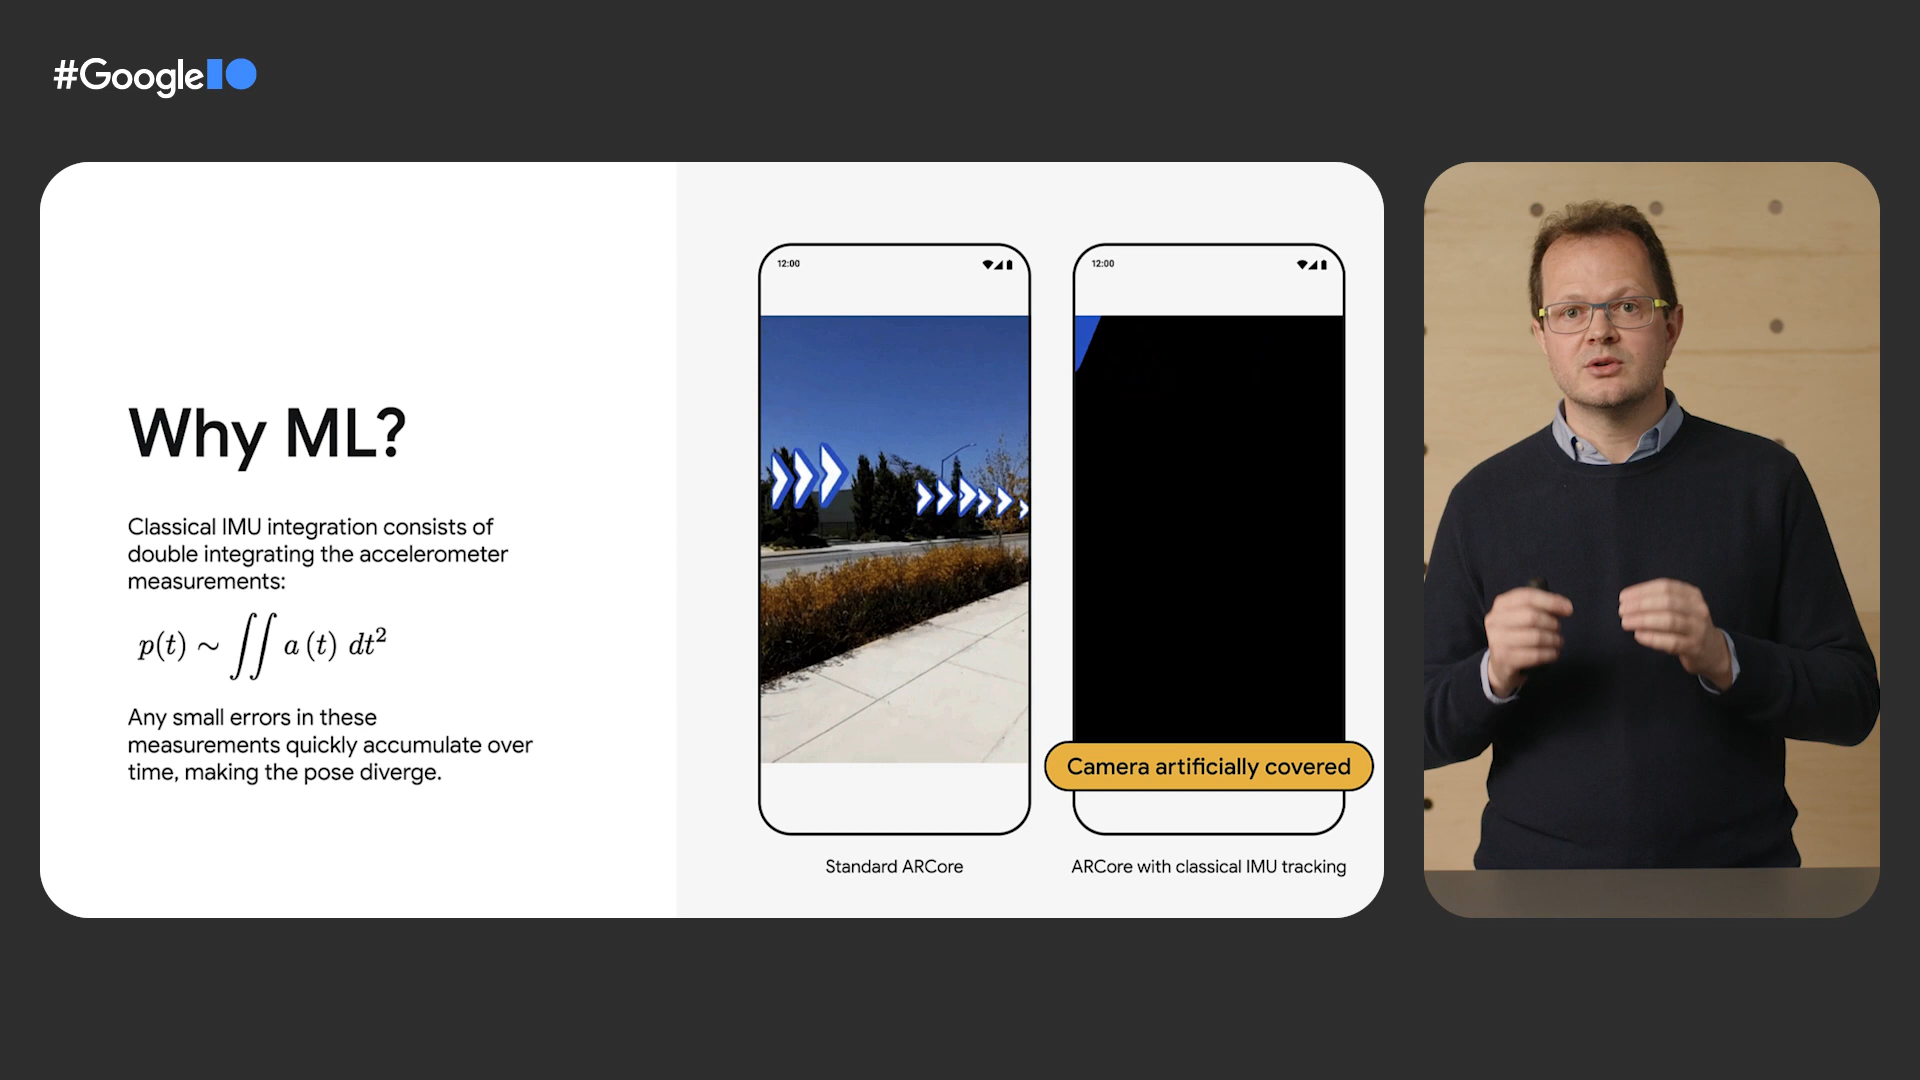 #GoogleIO
Why ML?
Classical IMU integration consists of
double integrating the accelerometer
measurements:
p(t) ~ ∬ a (t) dt²
Any small errors in these
measurements quickly accumulate over
time, making the pose diverge.
12:00
12:00
Camera artificially covered
Standard ARCore
ARCore with classical IMU tracking